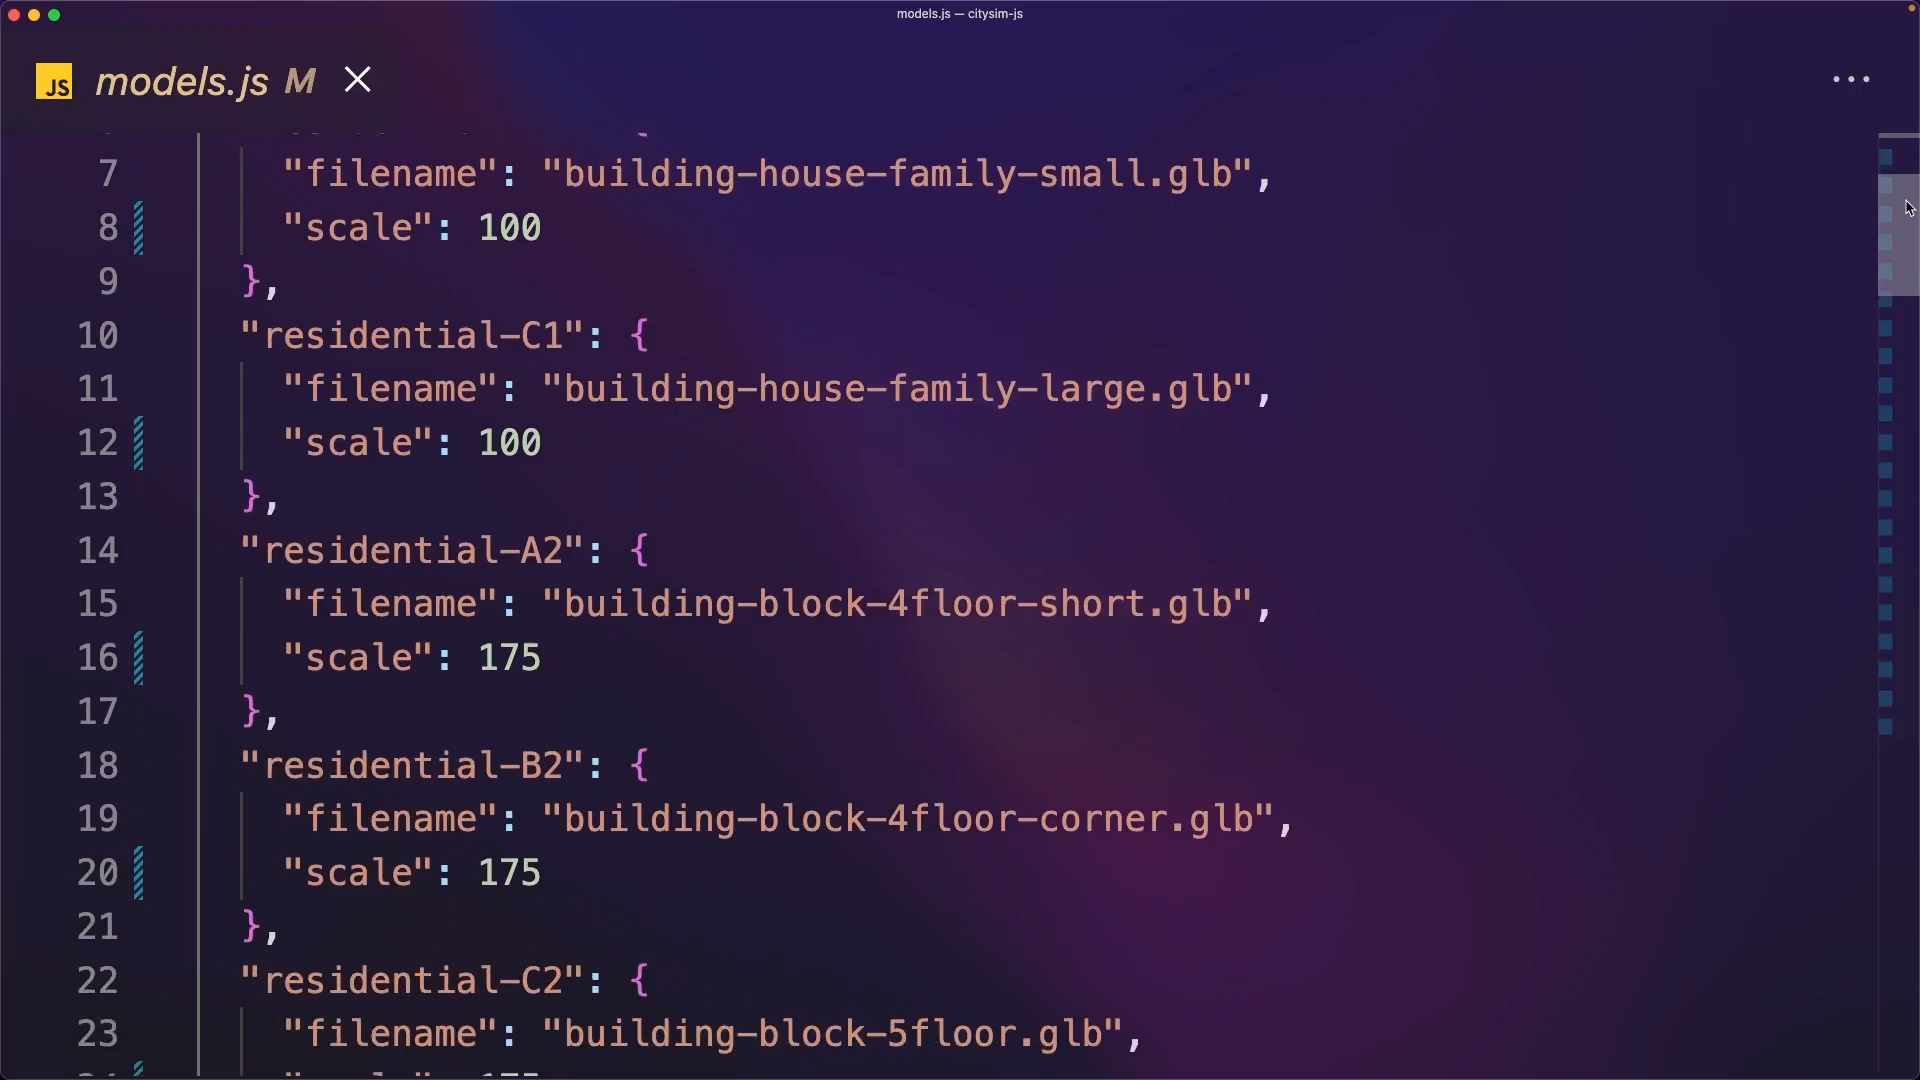 models.js — citysim-js
JS models.js M
7 "filename": "building-house-family-small.glb",
8 "scale": 100
9 },
10 "residential-C1": {
11 "filename": "building-house-family-large.glb",
12 "scale": 100
13 },
14 "residential-A2": {
15 "filename": "building-block-4floor-short.glb",
16 "scale": 175
17 },
18 "residential-B2": {
19 "filename": "building-block-4floor-corner.glb",
20 "scale": 175
21 },
22 "residential-C2": {
23 "filename": "building-block-5floor.glb",